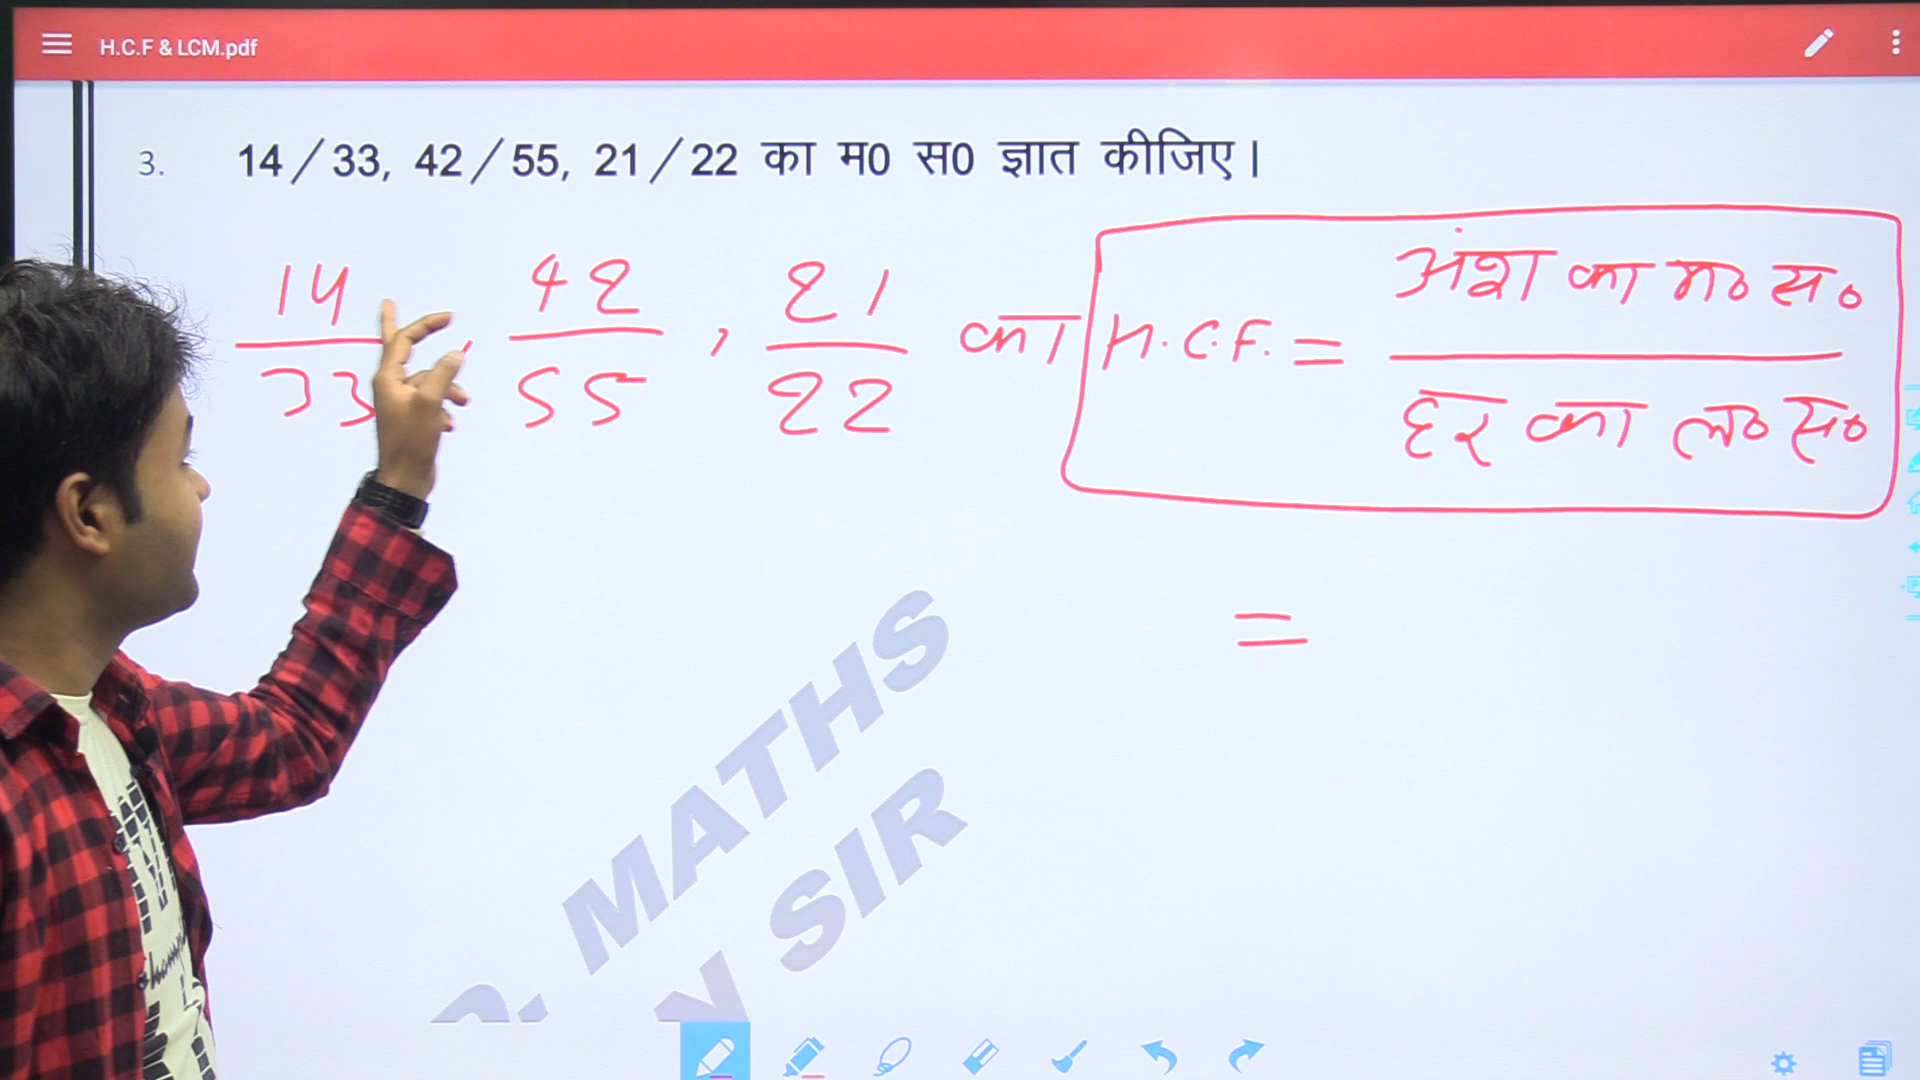 H.C.F & LCM.pdf
3. 14/33, 42/55, 21/22 का म0 स0 ज्ञात कीजिए।
14/33, 42/55, 21/22 का H.C.F. = अंश का म० स० / हर का ल० स०
=
MATHS
SIR